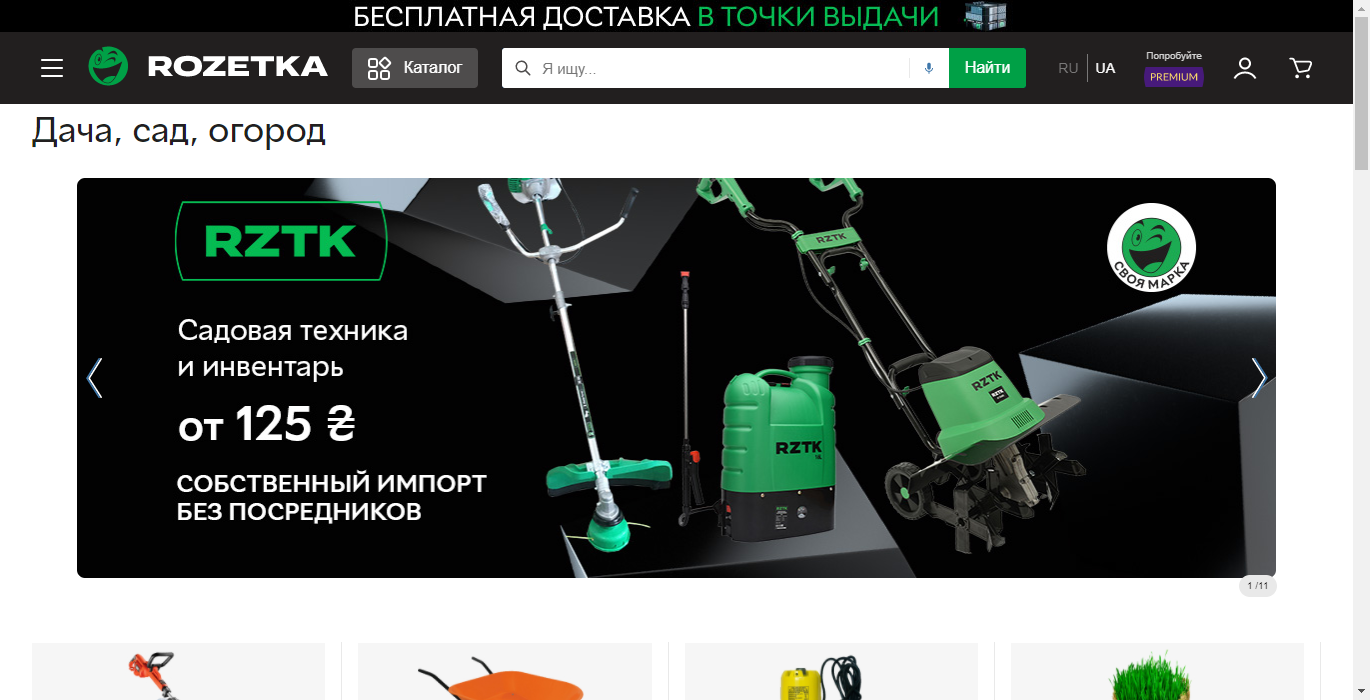 БЕСПЛАТНАЯ ДОСТАВКА В ТОЧКИ ВЫДАЧИ
ROZETKA
Каталог
Я ищу...
Найти
RU
UA
Попробуйте
PREMIUM
Дача, сад, огород
RZTK
Садовая техника
и инвентарь
от 125 ₴
СОБСТВЕННЫЙ ИМПОРТ
БЕЗ ПОСРЕДНИКОВ
RZTK
RZTK
RZTK
СВОЯ МАРКА
1 /11